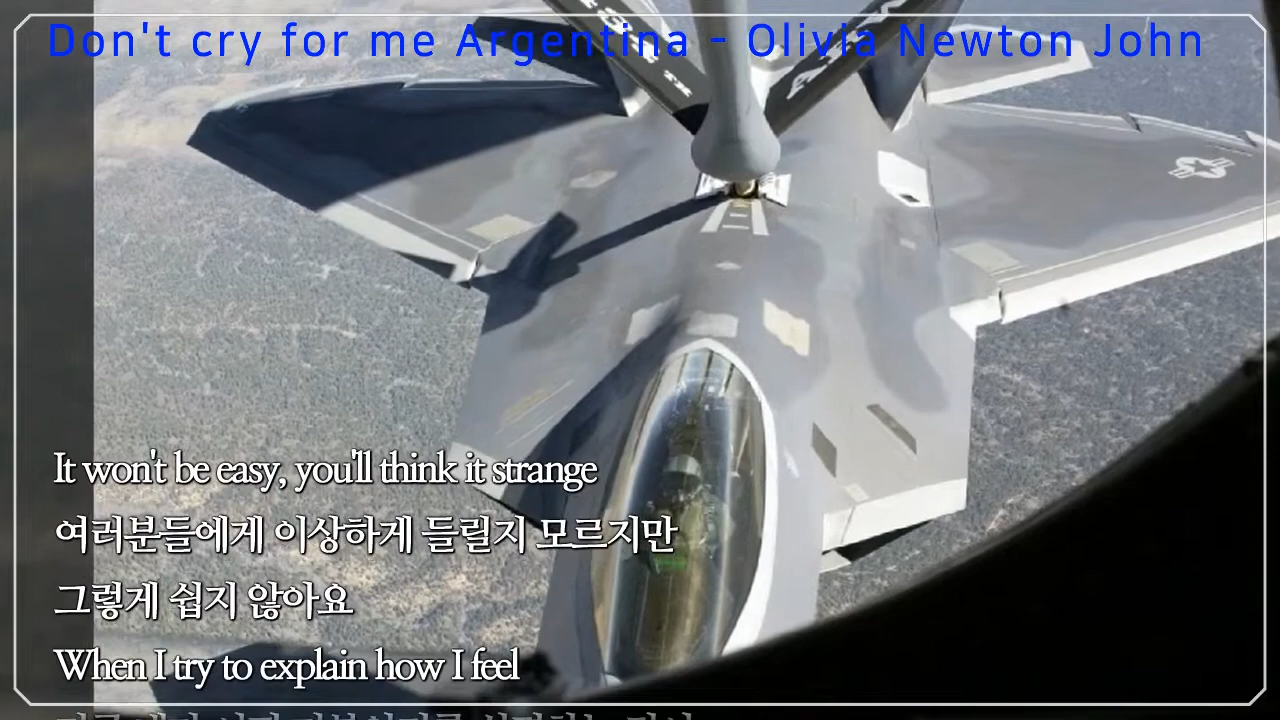 Don't cry for me Argentina - Olivia Newton John
It won't be easy, you'll think it strange
여러분들에게 이상하게 들릴지 모르지만
그렇게 쉽지 않아요
When I try to explain how I feel